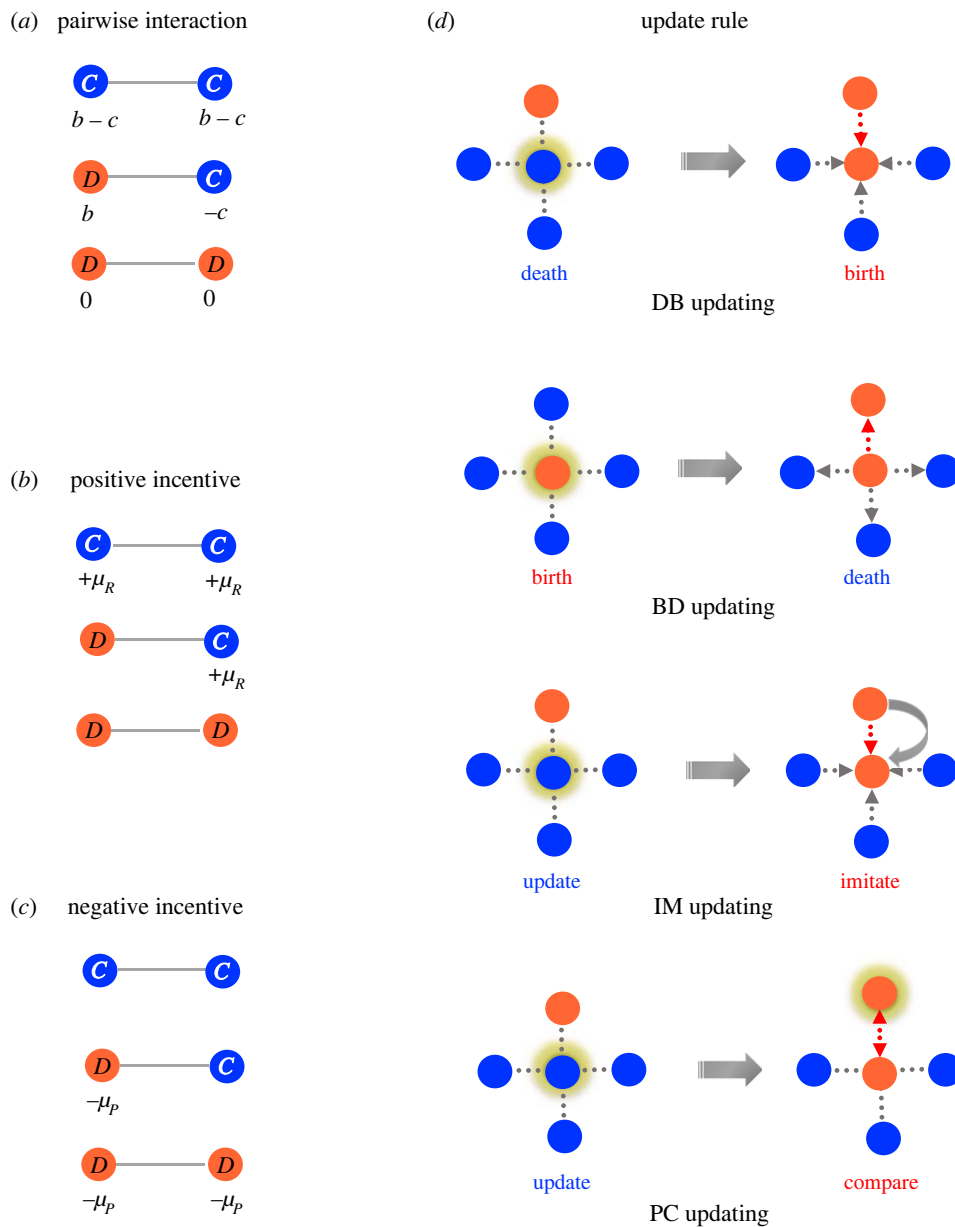 (a) pairwise interaction
C C
b – c b – c
D C
b –c
D D
0 0
(b) positive incentive
C C
+μR +μR
D C
+μR
D D
(c) negative incentive
C C
D C
–μP
D D
–μP –μP
(d) update rule
death birth
DB updating
birth death
BD updating
update imitate
IM updating
update compare
PC updating